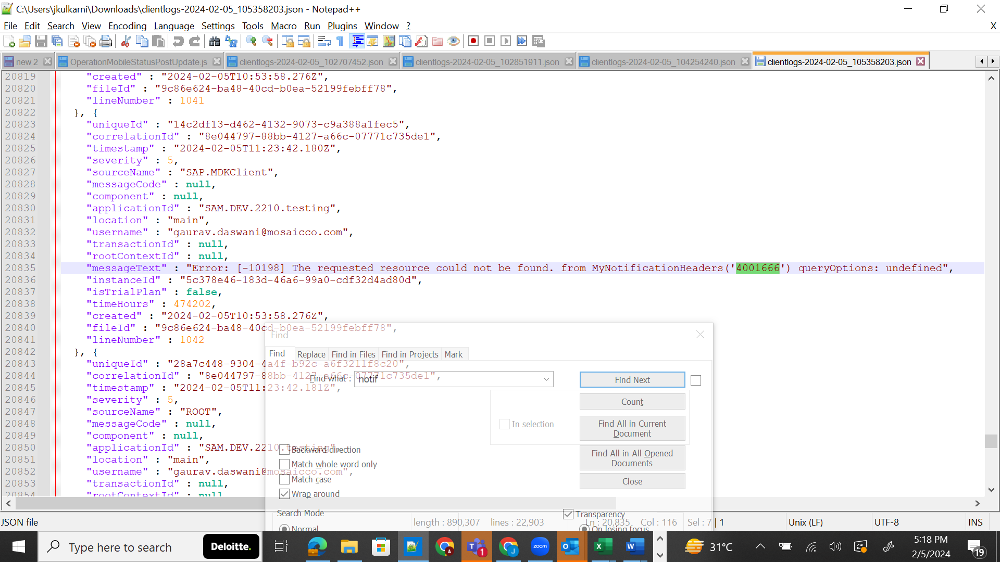 C:\Users\jkulkarni\Downloads\clientlogs-2024-02-05_105358203.json - Notepad++
File Edit Search View Encoding Language Settings Tools Macro Run Plugins Window ? X
new 2 OperationMobileStatusPostUpdate.js clientlogs-2024-02-05_102707452.json clientlogs-2024-02-05_102851911.json clientlogs-2024-02-05_104254240.json clientlogs-2024-02-05_105358203.json
20819 "created" : "2024-02-05T10:53:58.276Z",
20820 "fileId" : "9c86e624-ba48-40cd-b0ea-52199febff78",
20821 "lineNumber" : 1041
20822 }, {
20823 "uniqueId" : "14c2df13-d462-4132-9073-c9a388a1fec5",
20824 "correlationId" : "8e044797-88bb-4127-a66c-07771c735de1",
20825 "timestamp" : "2024-02-05T11:23:42.180Z",
20826 "severity" : 5,
20827 "sourceName" : "SAP.MDKClient",
20828 "messageCode" : null,
20829 "component" : null,
20830 "applicationId" : "SAM.DEV.2210.testing",
20831 "location" : "main",
20832 "username" : "gaurav.daswani@mosaicco.com",
20833 "transactionId" : null,
20834 "rootContextId" : null,
20835 "messageText" : "Error: [-10198] The requested resource could not be found. from MyNotificationHeaders('4001666') queryOptions: undefined",
20836 "instanceId" : "5c378e46-183d-46a6-99a0-cdf32d4ad80d",
20837 "isTrialPlan" : false,
20838 "timeHours" : 474202,
20839 "created" : "2024-02-05T10:53:58.276Z",
20840 "fileId" : "9c86e624-ba48-40cd-b0ea-52199febff78",
20841 "lineNumber" : 1042
20842 }, {
20843 "uniqueId" : "28a7c448-9304-4a4f-b92c-a6f3211f8c20",
20844 "correlationId" : "8e044797-88bb-4127-a66c-07771c735de1",
20845 "timestamp" : "2024-02-05T11:23:42.181Z",
20846 "severity" : 5,
20847 "sourceName" : "ROOT",
20848 "messageCode" : null,
20849 "component" : null,
20850 "applicationId" : "SAM.DEV.2210.testing",
20851 "location" : "main",
20852 "username" : "gaurav.daswani@mosaicco.com",
20853 "transactionId" : null,
20854 "rootContextId" : null
Find
Find Replace Find in Files Find in Projects Mark
Find what : notif Find Next
Count
In selection
Find All in Current Document
Backward direction
Find All in All Opened Documents
Match whole word only
Match case
Close
Wrap around
Search Mode
Transparency
Normal
On losing focus
JSON file length : 890,307 lines : 22,903 Ln : 20,835 Col : 116 Sel : 7 | 1 Unix (LF) UTF-8 INS
Type here to search Deloitte. 1 J zoom 31°C 5:18 PM
2/5/2024 19